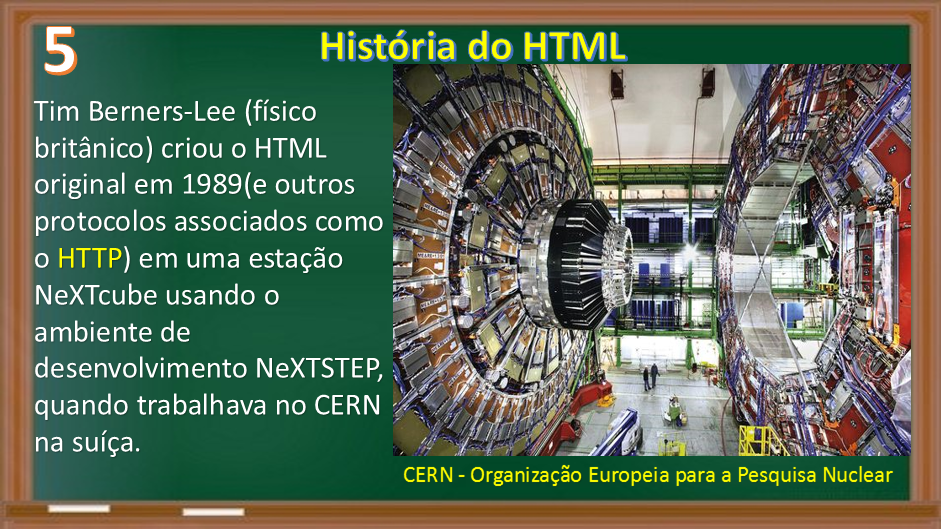 5
História do HTML
Tim Berners-Lee (físico
britânico) criou o HTML
original em 1989(e outros
protocolos associados como
o HTTP) em uma estação
NeXTcube usando o
ambiente de
desenvolvimento NeXTSTEP,
quando trabalhava no CERN
na suíça.
CERN - Organização Europeia para a Pesquisa Nuclear